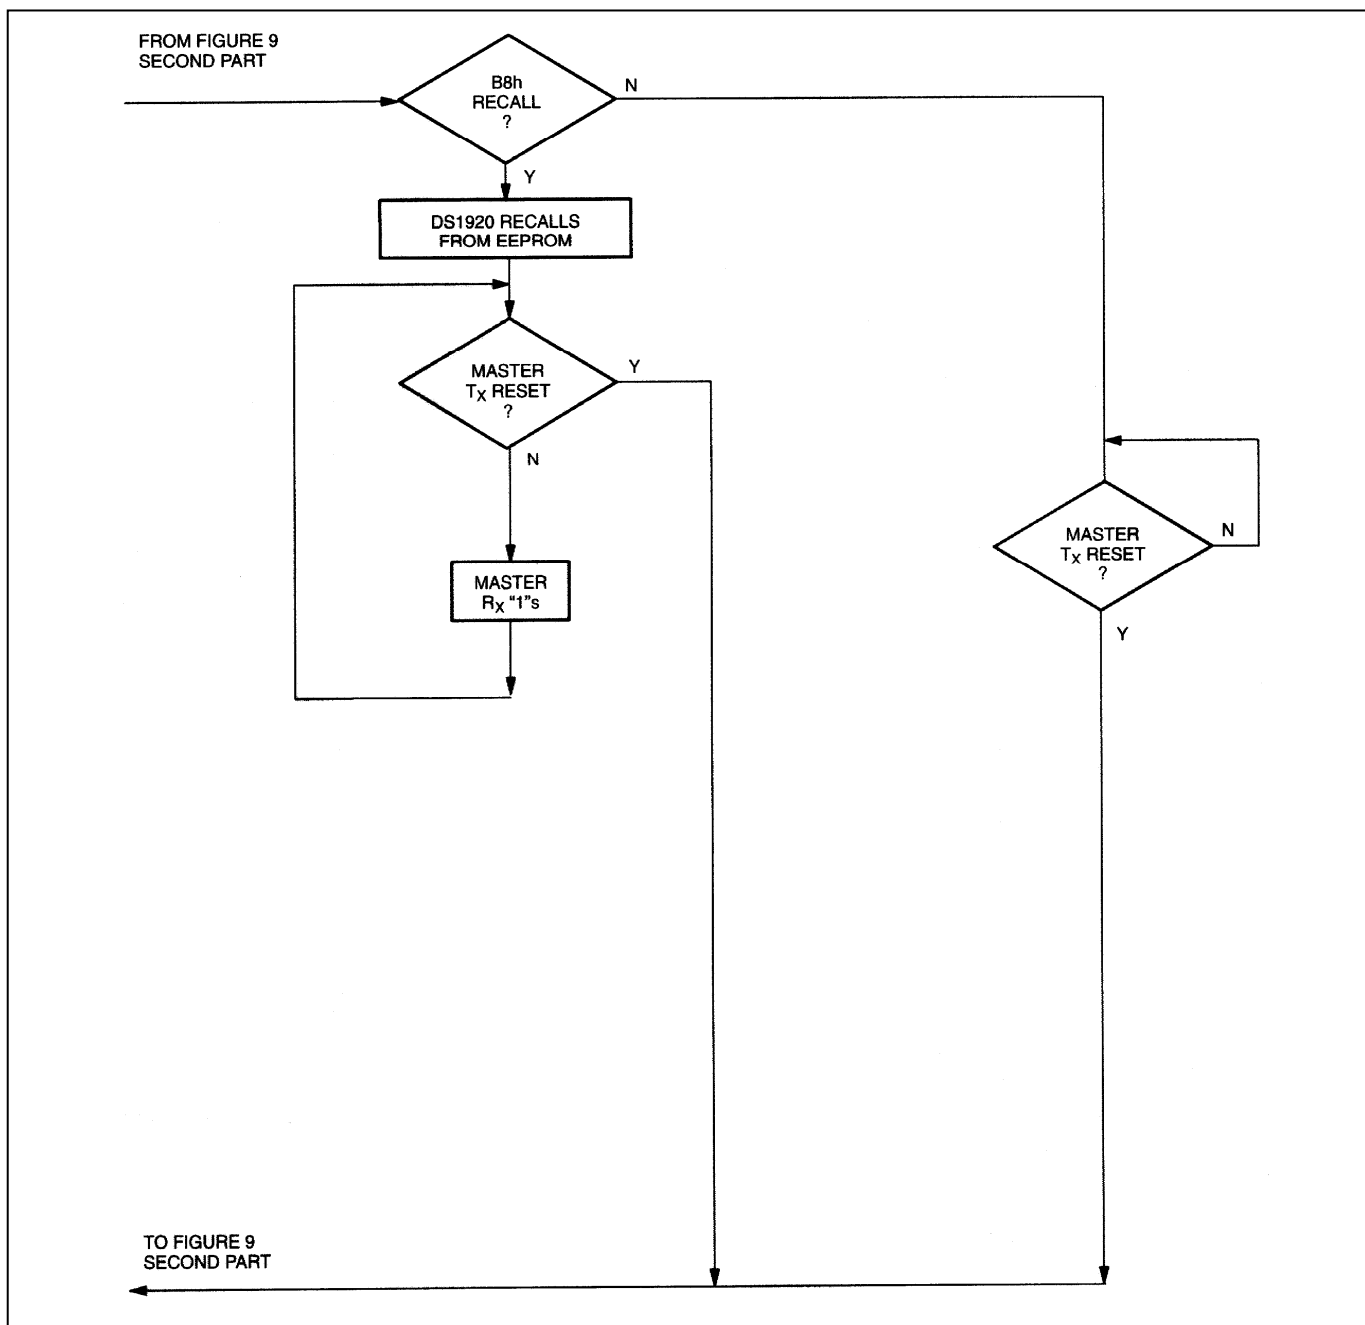 FROM FIGURE 9
SECOND PART
B8h
RECALL
?
N
Y
DS1920 RECALLS
FROM EEPROM
MASTER
TX RESET
?
Y
N
MASTER
TX RESET
?
N
Y
MASTER
RX "1"s
TO FIGURE 9
SECOND PART